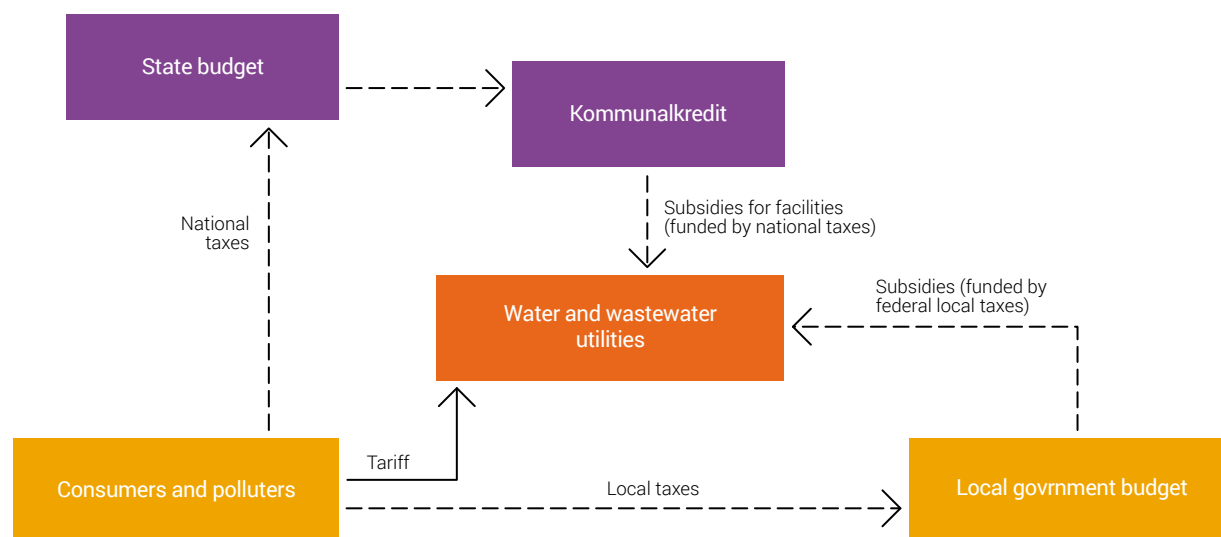 State budget
Kommunalkredit
National
taxes
Subsidies for facilities
(funded by national taxes)
Subsidies (funded by
federal local taxes)
Water and wastewater
utilities
Tariff
Consumers and polluters
Local taxes
Local govrnment budget